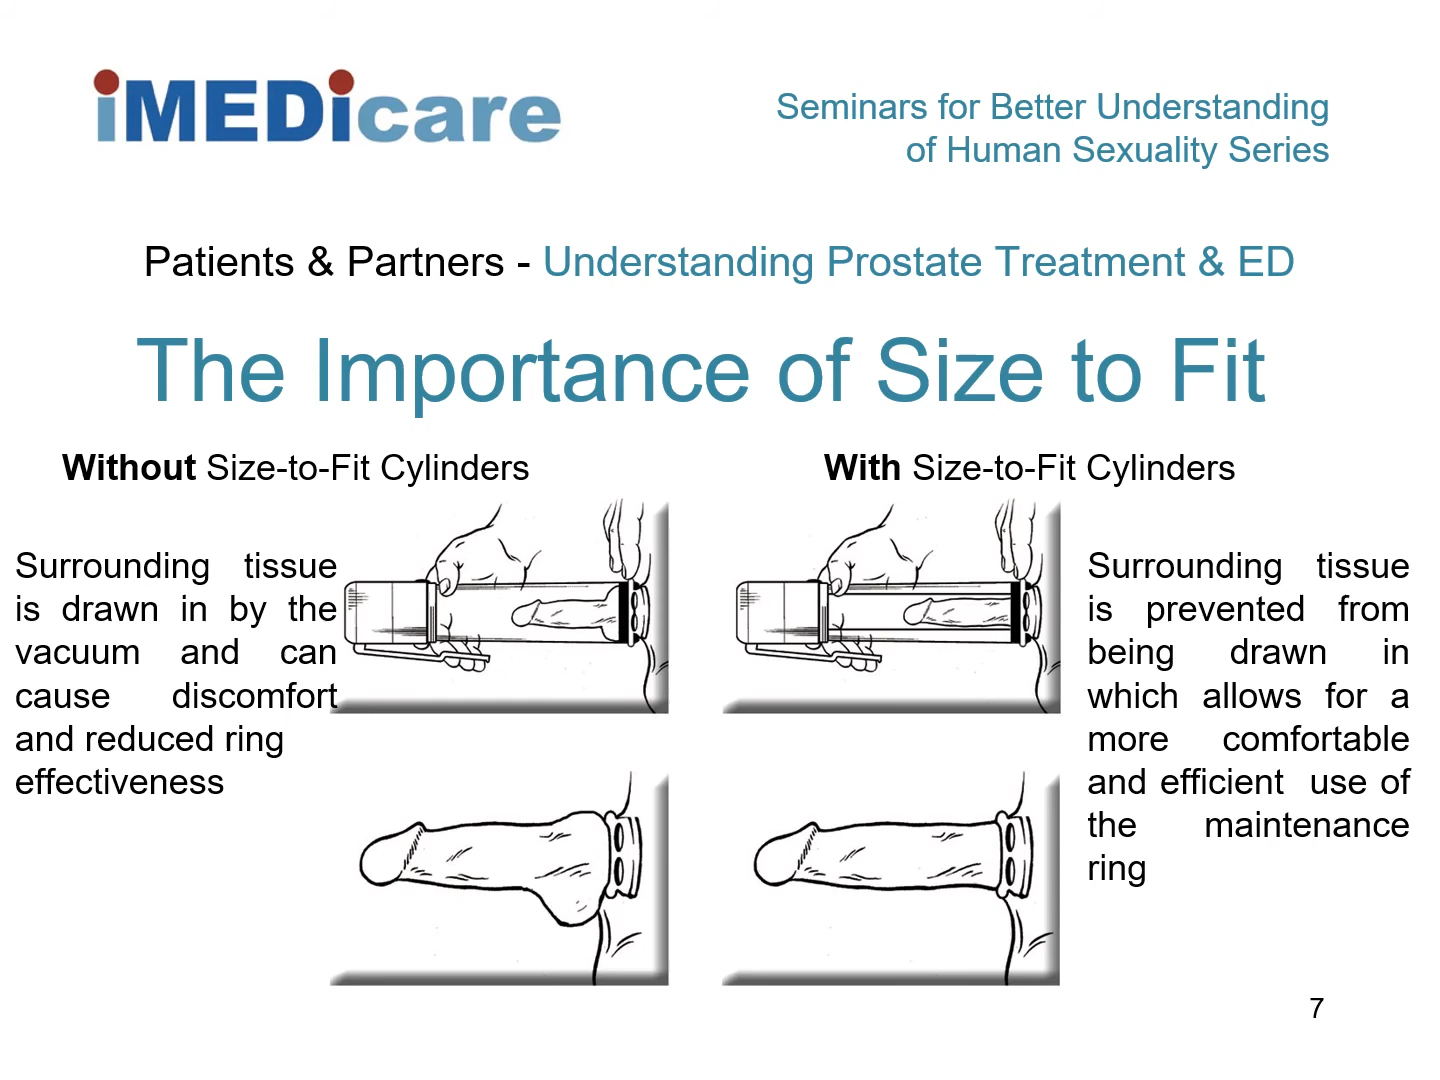 iMEDicare
Seminars for Better Understanding
of Human Sexuality Series
Patients & Partners - Understanding Prostate Treatment & ED
The Importance of Size to Fit
Without Size-to-Fit Cylinders
Surrounding tissue
is drawn in by the
vacuum and can
cause discomfort
and reduced ring
effectiveness
With Size-to-Fit Cylinders
Surrounding tissue
is prevented from
being drawn in
which allows for a
more comfortable
and efficient use of
the maintenance
ring
7